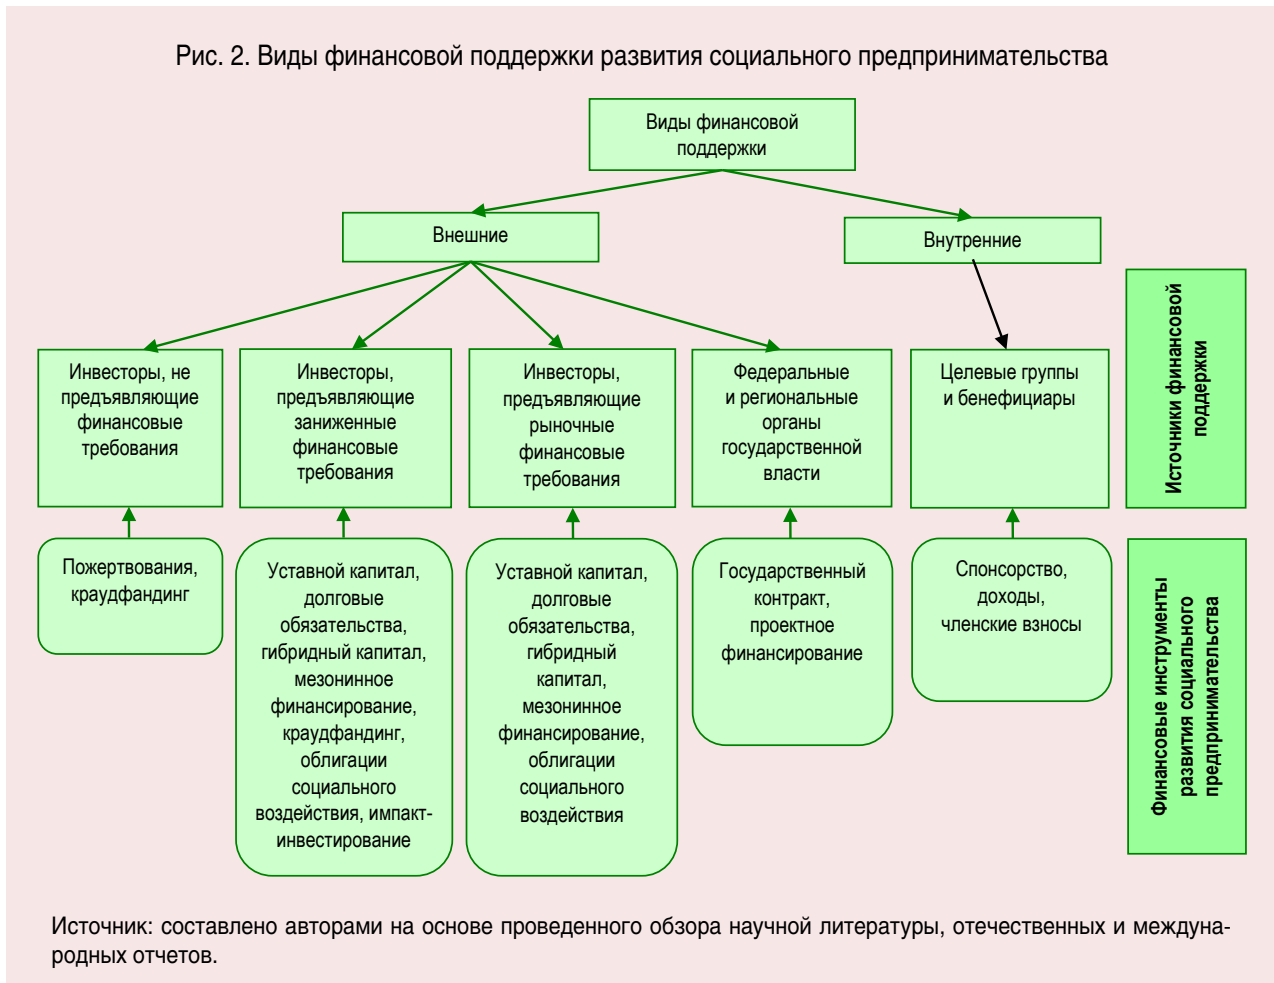 Рис. 2. Виды финансовой поддержки развития социального предпринимательства
Виды финансовой
поддержки
Внешние
Внутренние
Источники финансовой
поддержки
Инвесторы, не
предъявляющие
финансовые
требования
Инвесторы,
предъявляющие
заниженные
финансовые
требования
Инвесторы,
предъявляющие
рыночные
финансовые
требования
Федеральные
и региональные
органы
государственной
власти
Целевые группы
и бенефициары
Пожертвования,
краудфандинг
Уставной капитал,
долговые
обязательства,
гибридный капитал,
мезонинное
финансирование,
краудфандинг,
облигации
социального
воздействия, импакт-
инвестирование
Уставной капитал,
долговые
обязательства,
гибридный
капитал,
мезонинное
финансирование,
облигации
социального
воздействия
Государственный
контракт,
проектное
финансирование
Спонсорство,
доходы,
членские взносы
Финансовые инструменты
развития социального
предпринимательства
Источник: составлено авторами на основе проведенного обзора научной литературы, отечественных и междуна-
родных отчетов.